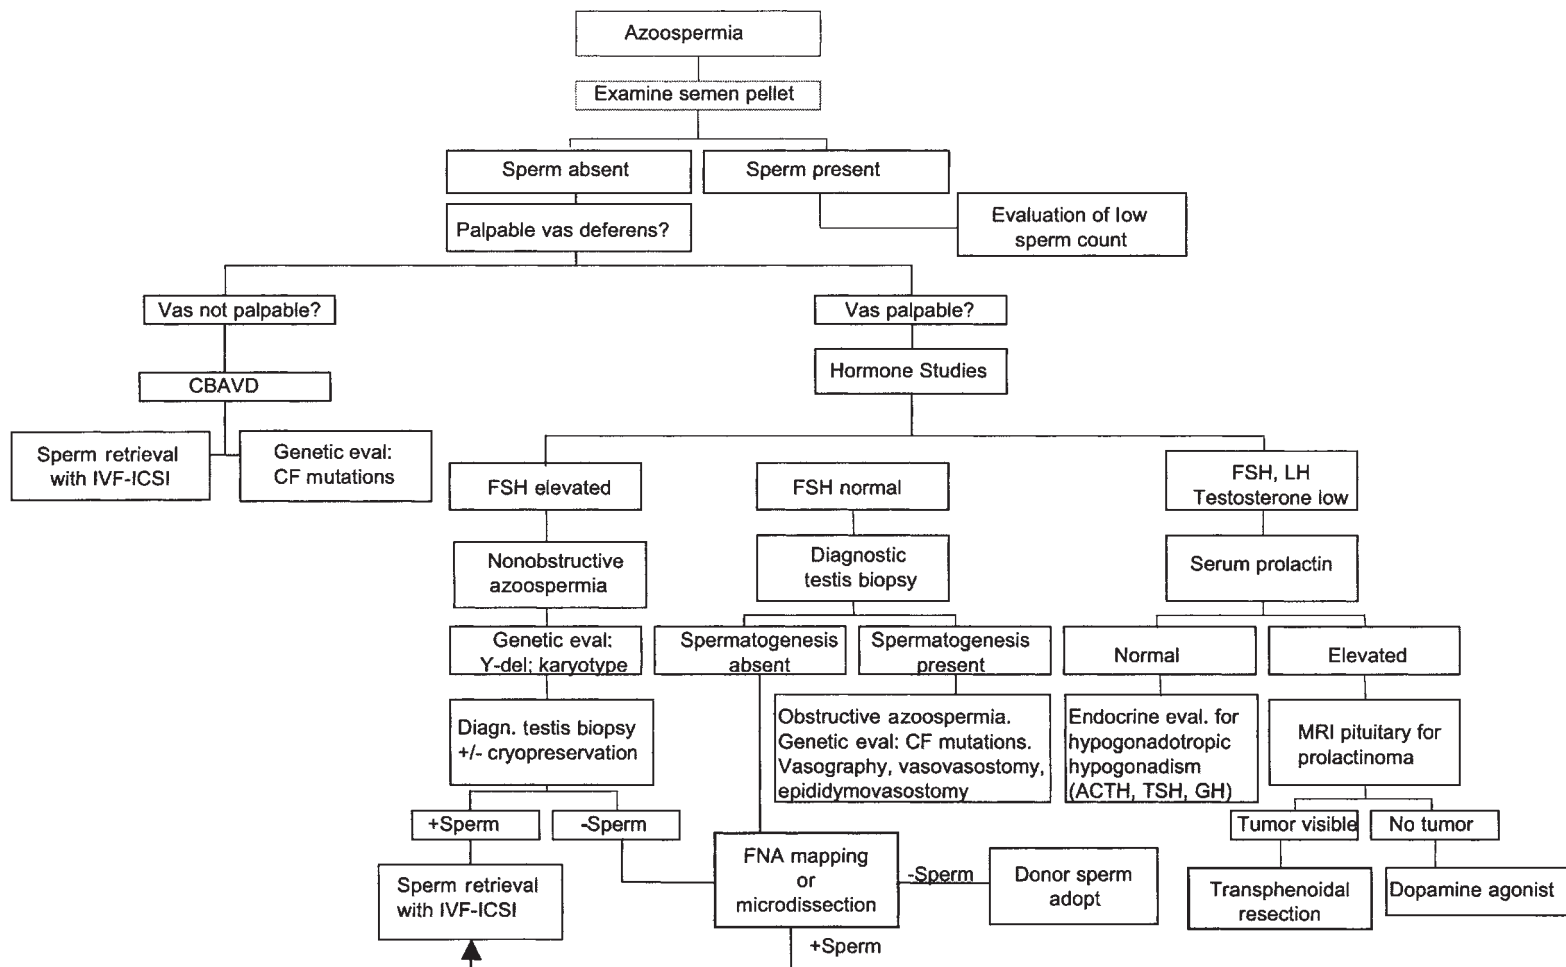 Azoospermia
Examine semen pellet
Sperm absent
Sperm present
Palpable vas deferens?
Evaluation of low
sperm count
Vas not palpable?
Vas palpable?
CBAVD
Hormone Studies
Sperm retrieval
with IVF-ICSI
Genetic eval:
CF mutations
FSH elevated
FSH normal
FSH, LH
Testosterone low
Nonobstructive
azoospermia
Diagnostic
testis biopsy
Serum prolactin
Genetic eval:
Y-del; karyotype
Spermatogenesis
absent
Spermatogenesis
present
Normal
Elevated
Diagn. testis biopsy
+/- cryopreservation
Obstructive azoospermia.
Genetic eval: CF mutations.
Vasography, vasovasostomy,
epididymovasostomy
Endocrine eval. for
hypogonadotropic
hypogonadism
(ACTH, TSH, GH)
MRI pituitary for
prolactinoma
+Sperm
-Sperm
Tumor visible
No tumor
Sperm retrieval
with IVF-ICSI
FNA mapping
or
microdissection
-Sperm
Donor sperm
adopt
Transphenoidal
resection
Dopamine agonist
+Sperm